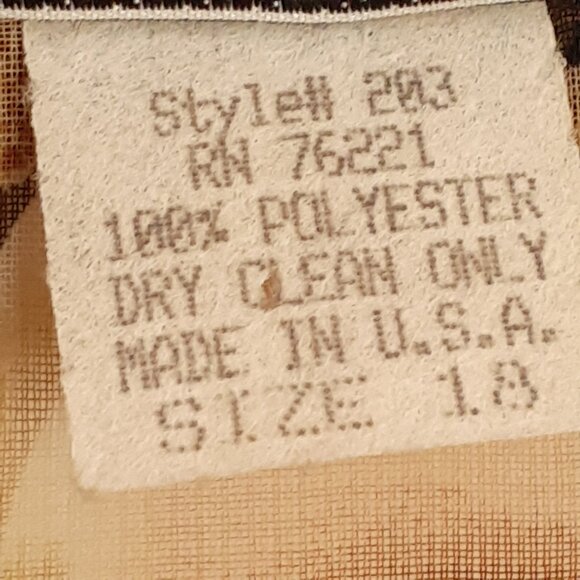 Style# 203
RN 76221
100% POLYESTER
DRY CLEAN ONLY
MADE IN U.S.A.
SIZE 18